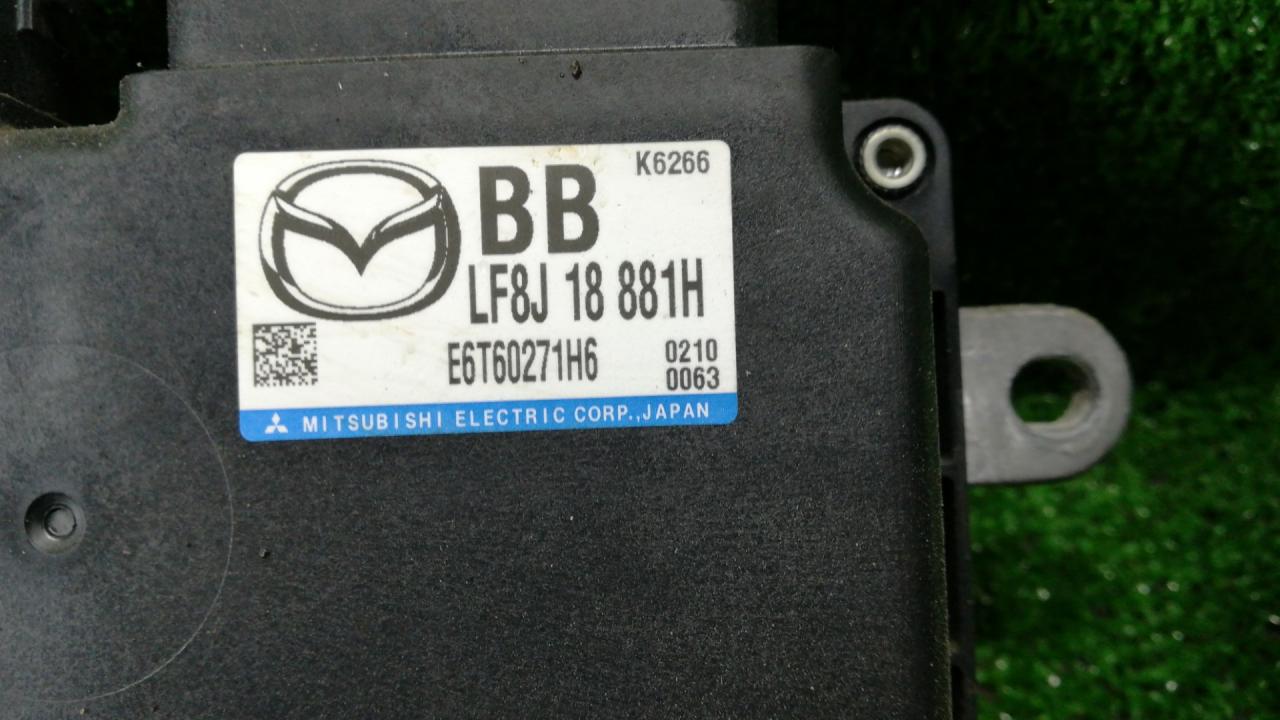 K6266
BB
LF8J 18 881H
E6T60271H6
0210
0063
MITSUBISHI ELECTRIC CORP.,JAPAN